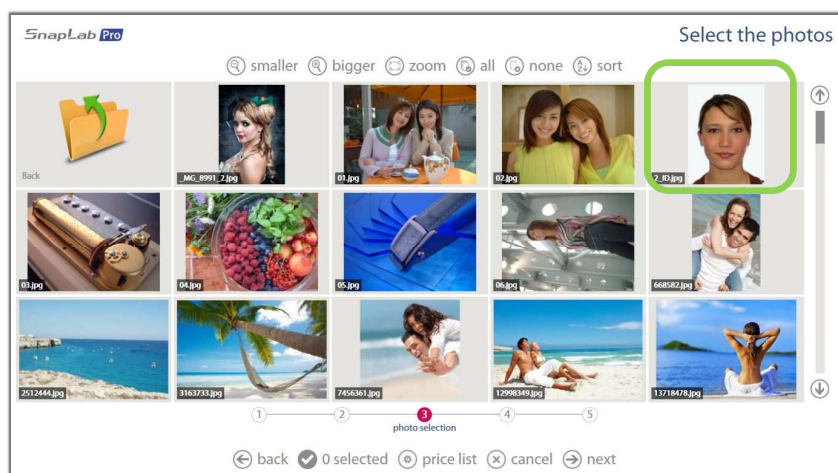 SnapLab Pro
Select the photos
smaller bigger zoom all none sort
Back
_MG_8991_2.jpg
01.jpg
02.jpg
2_ID.jpg
03.jpg
04.jpg
05.jpg
06.jpg
668582.jpg
2512444.jpg
3163733.jpg
7456361.jpg
12998349.jpg
13718478.jpg
1 2 3 4 5
photo selection
back 0 selected price list cancel next